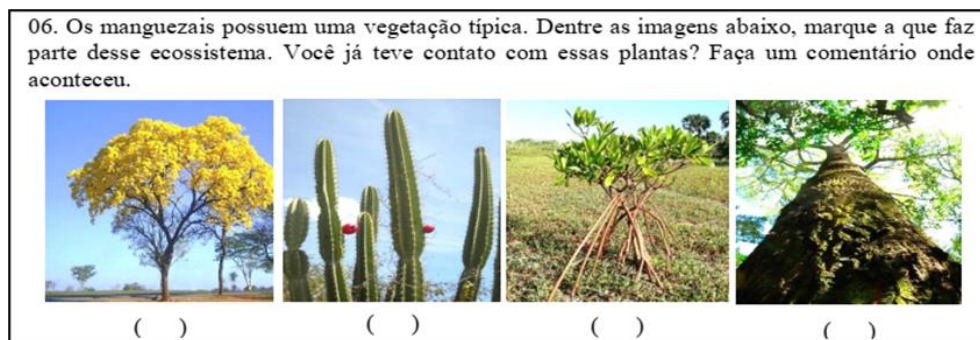 06. Os manguezais possuem uma vegetação típica. Dentre as imagens abaixo, marque a que faz
parte desse ecossistema. Você já teve contato com essas plantas? Faça um comentário onde
aconteceu.
( ) ( ) ( ) ( )